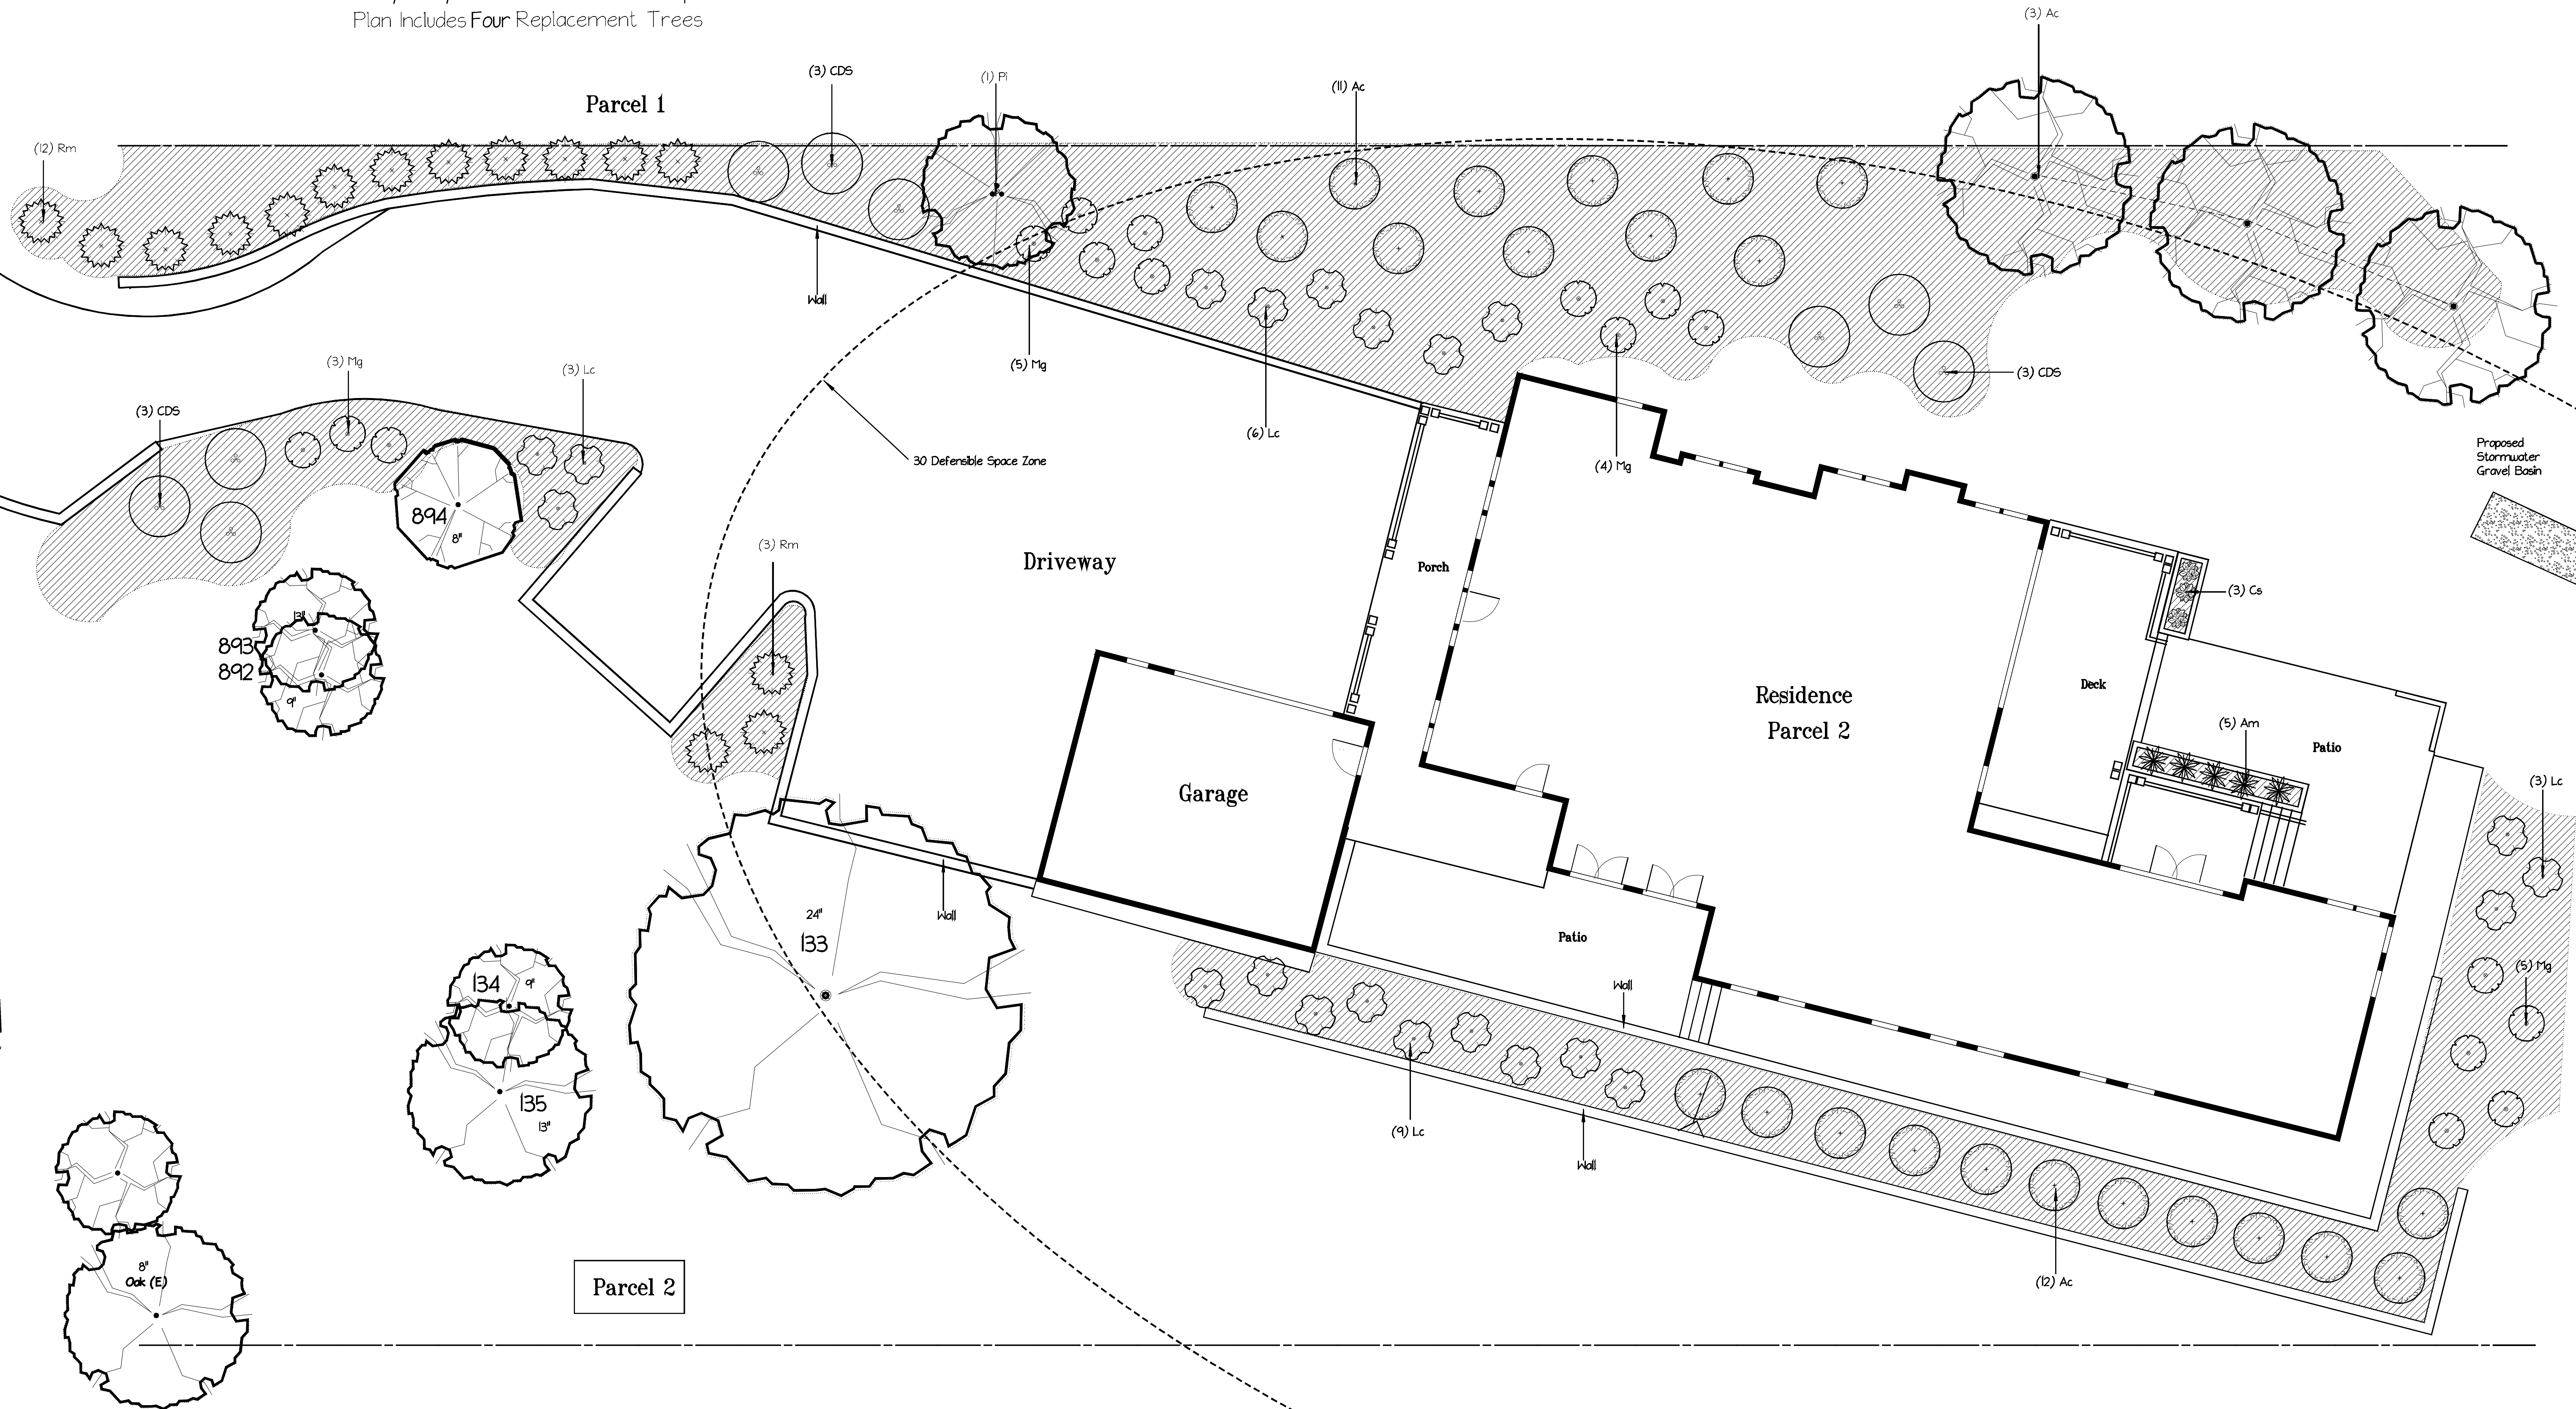 Plan Includes Four Replacement Trees
(3) Ac
(3) CDS
(1) Pi
(11) Ac
Parcel 1
(12) Rm
Wall
(5) Mg
(3) Mg
(3) Lc
(3) CDS
(3) CDS
(6) Lc
30 Defensible Space Zone
(4) Mg
Proposed
Stormwater
Gravel Basin
894
8"
(3) Rm
Driveway
Porch
(3) Cs
13"
893
892
9"
Residence
Parcel 2
Deck
(5) Am
Patio
Garage
(3) Lc
24"
133
Wall
Patio
(5) Mg
134
9"
Wall
135
13"
(9) Lc
Wall
8"
Oak (E)
Parcel 2
(12) Ac